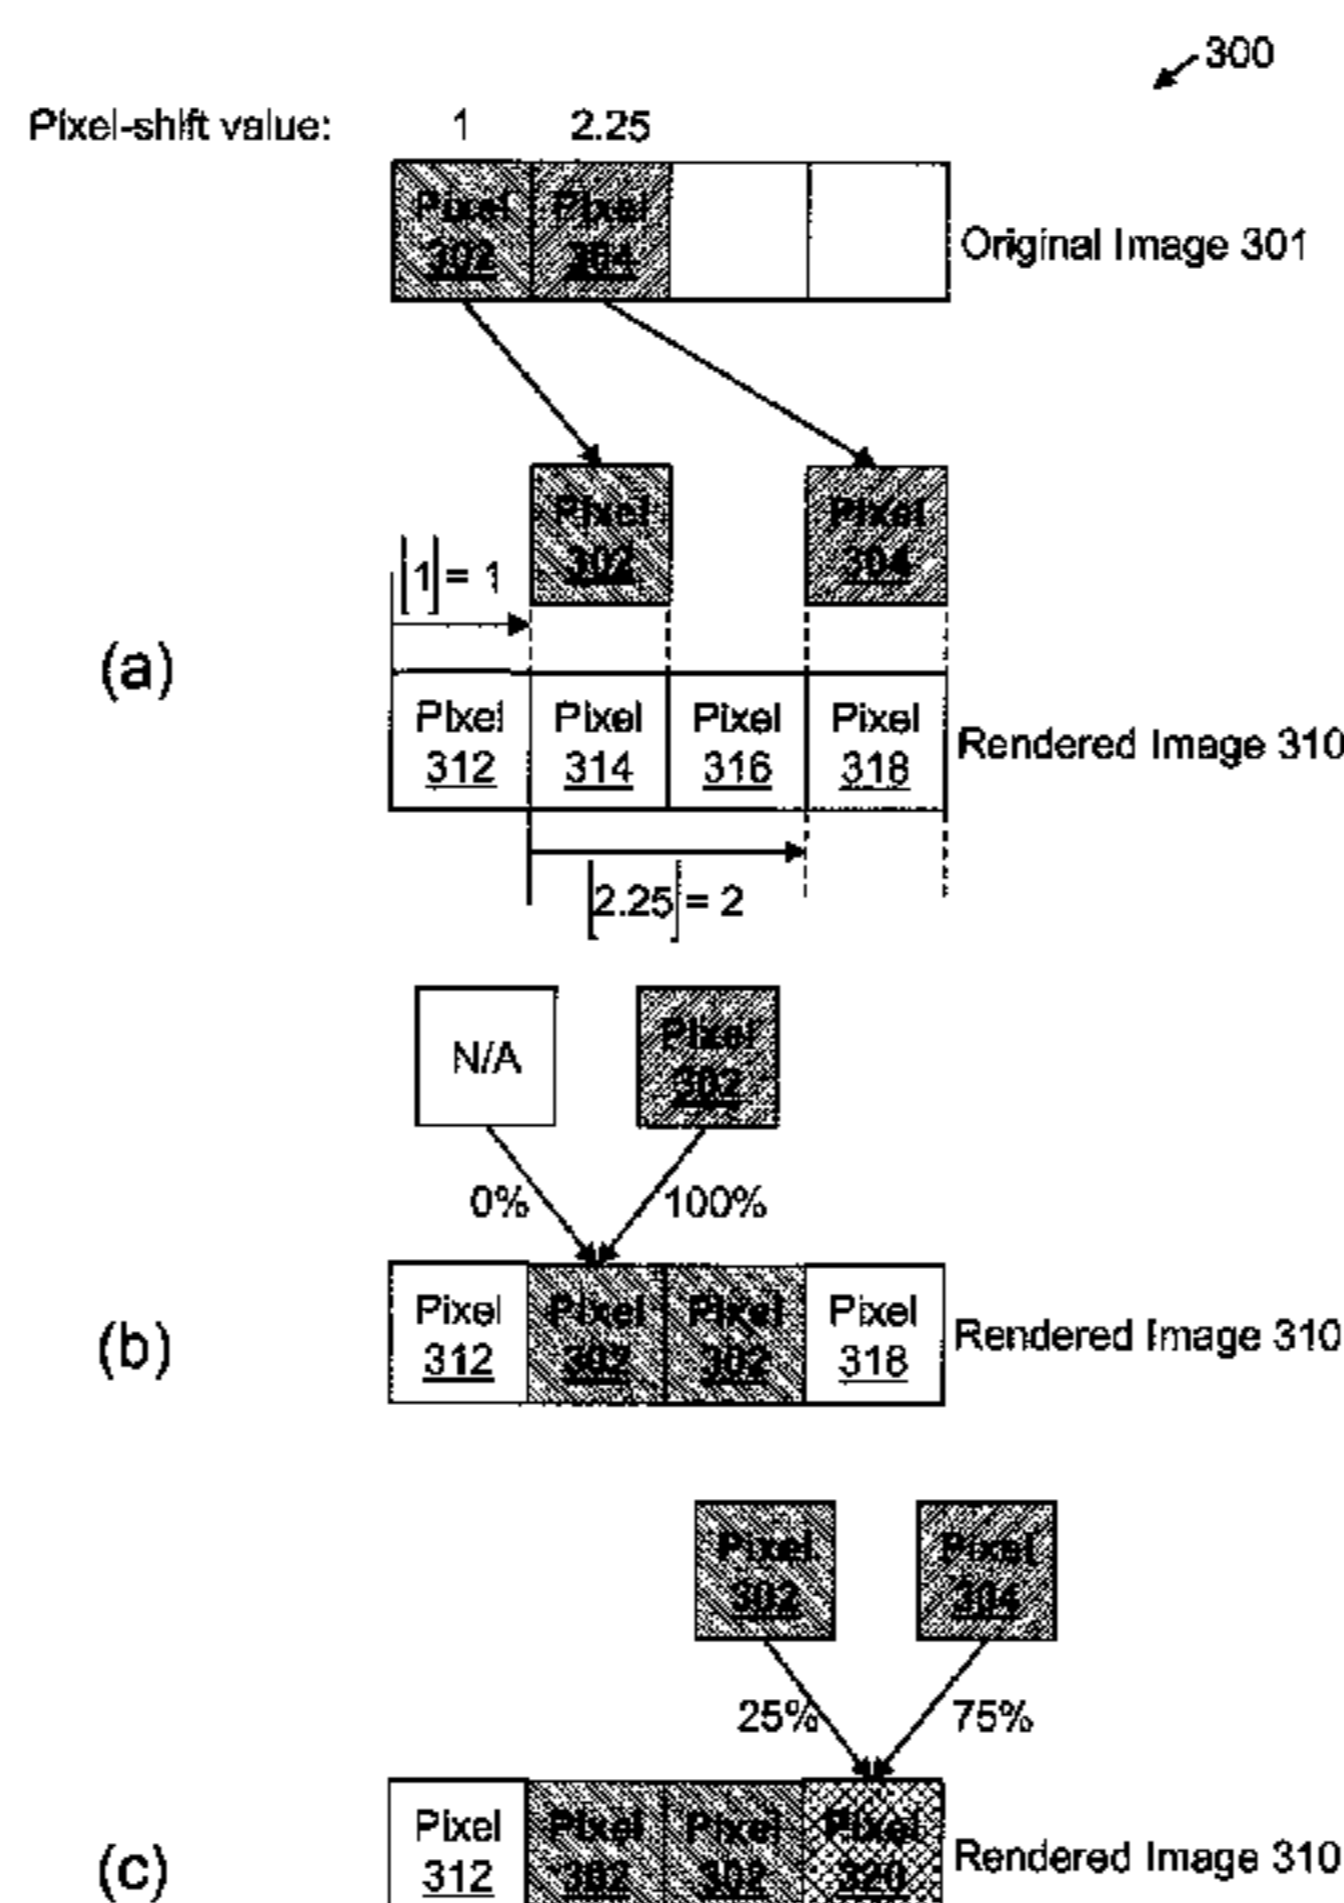 300
Pixel-shift value: 1 2.25
Pixel 302 Pixel 304
Original Image 301
Pixel 302 Pixel 304
⌊1⌋ = 1
(a)
Pixel 312 Pixel 314 Pixel 316 Pixel 318
Rendered Image 310
⌊2.25⌋ = 2
N/A Pixel 302
0% 100%
(b)
Pixel 312 Pixel 302 Pixel 302 Pixel 318
Rendered Image 310
Pixel 302 Pixel 304
25% 75%
(c)
Pixel 312 Pixel 302 Pixel 302 Pixel 320
Rendered Image 310